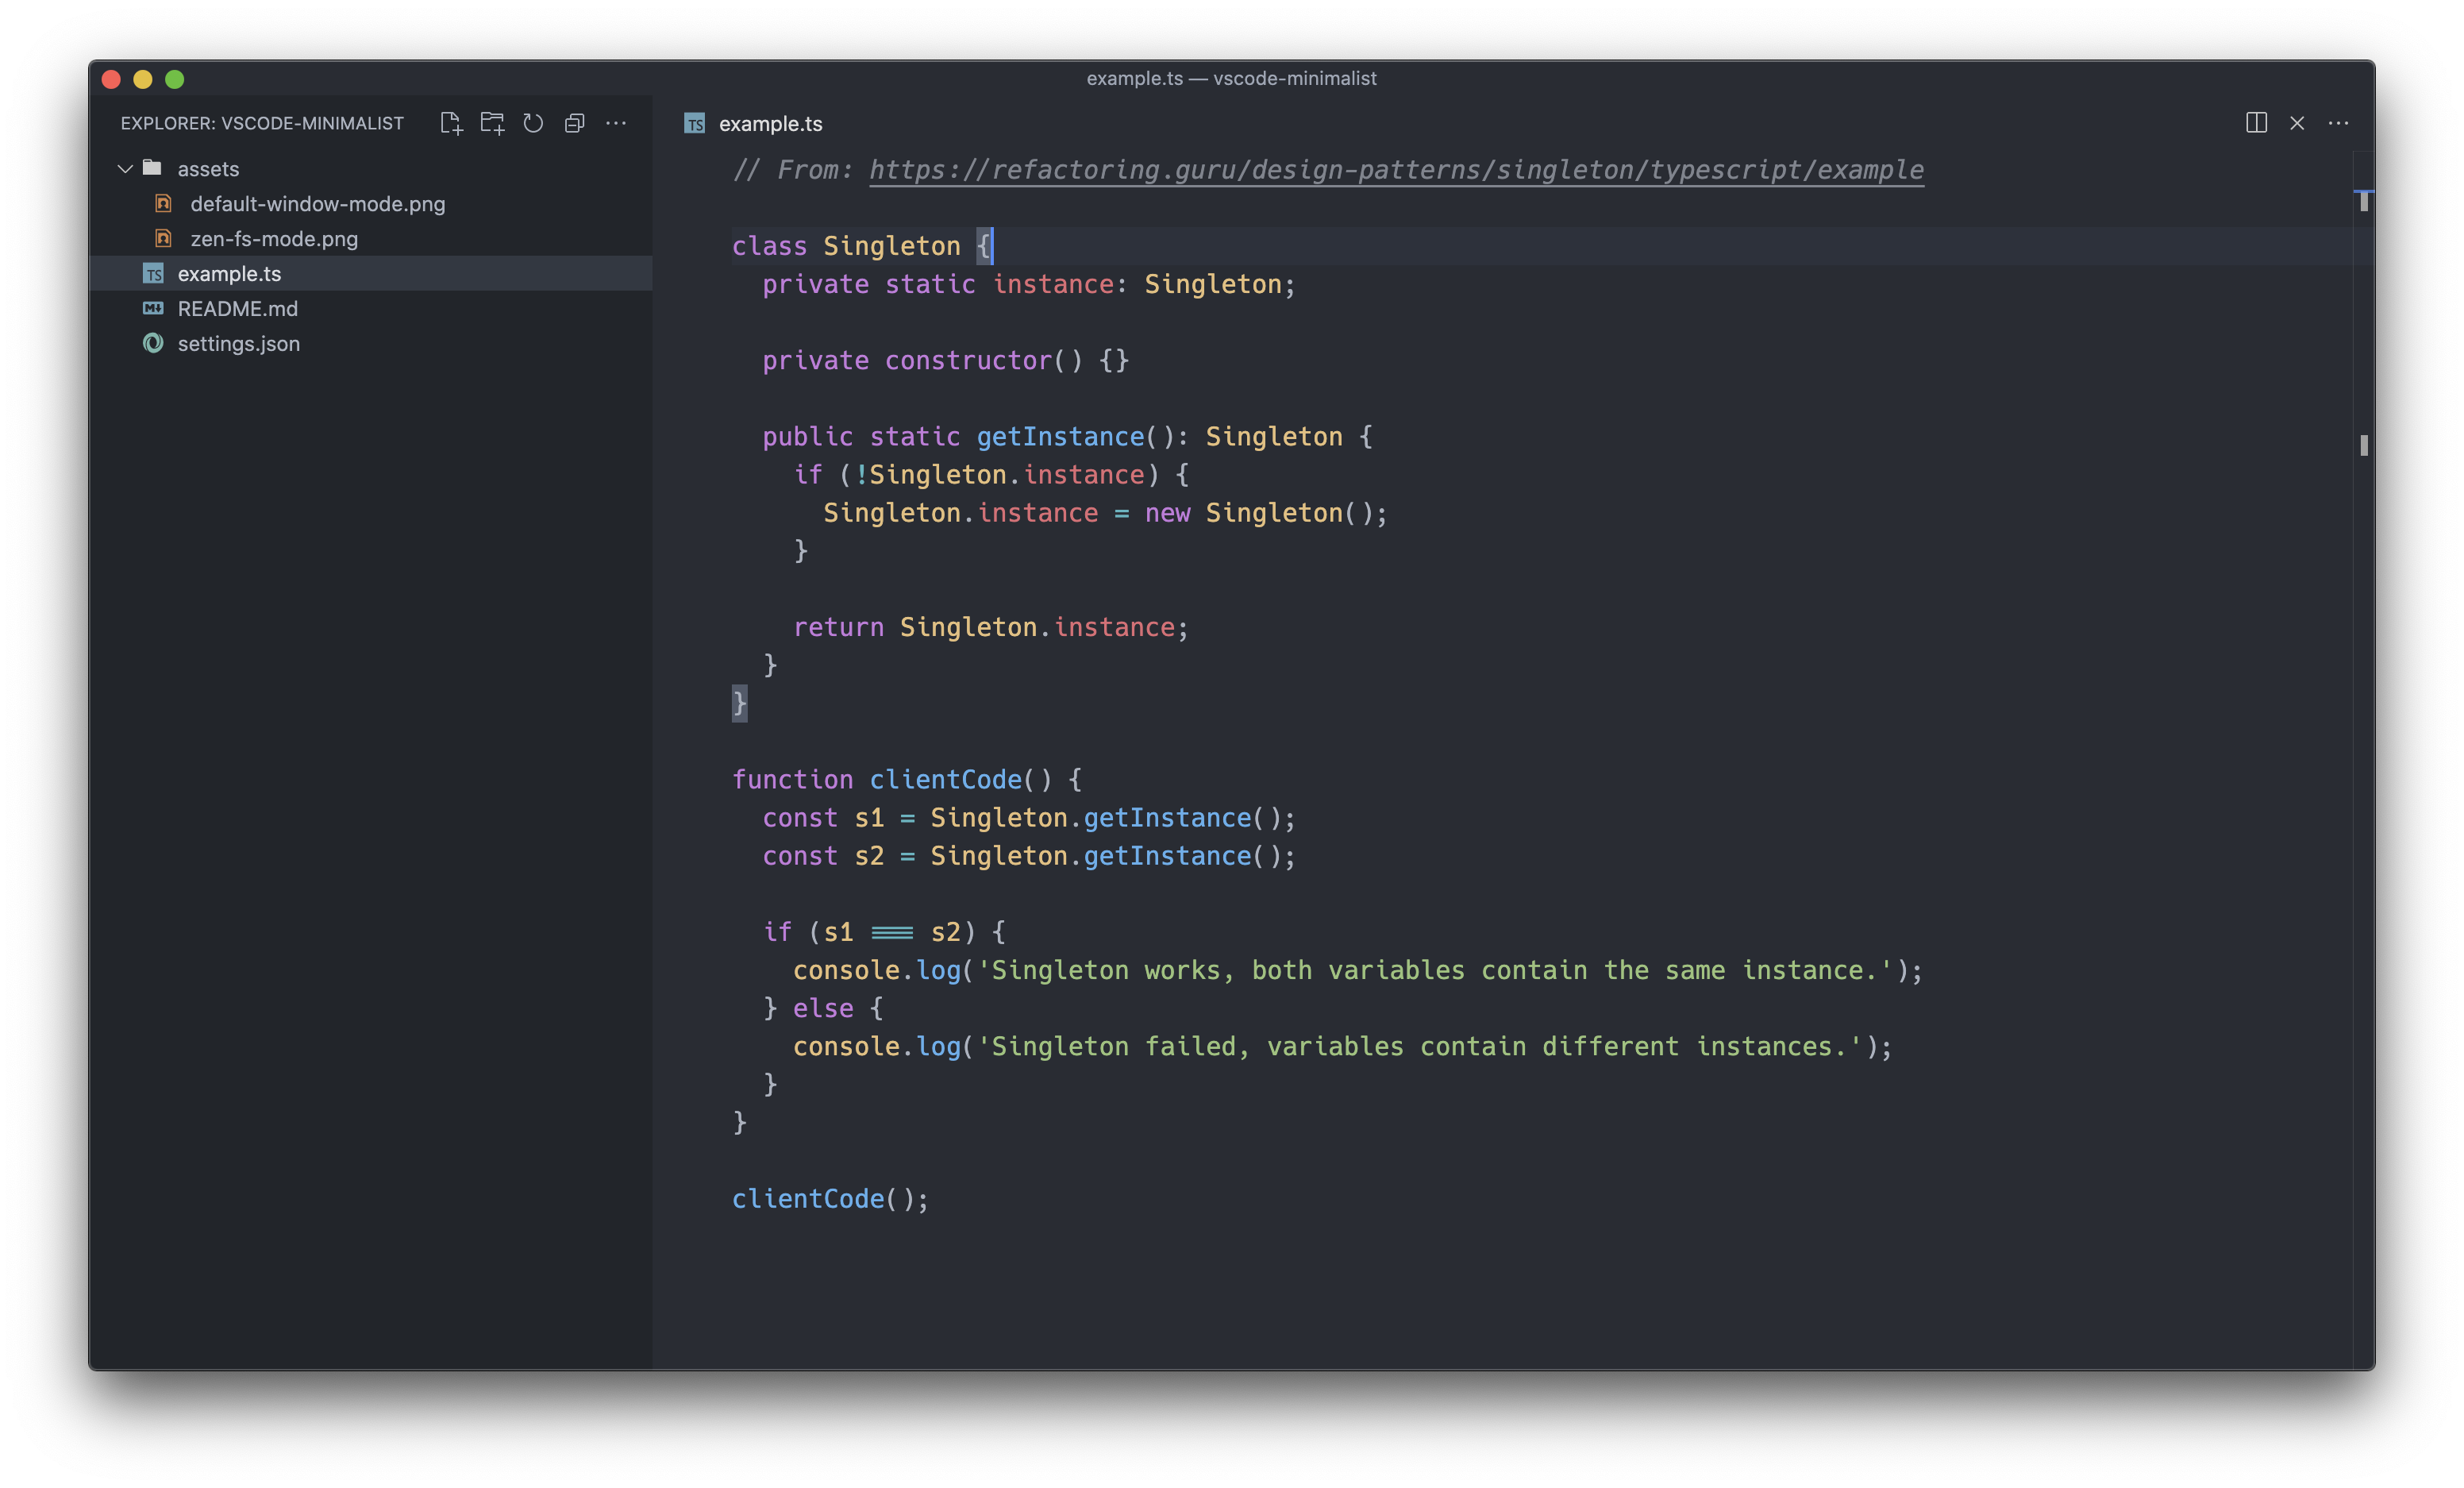 example.ts — vscode-minimalist
EXPLORER: VSCODE-MINIMALIST
assets
default-window-mode.png
zen-fs-mode.png
TS example.ts
README.md
settings.json
TS example.ts
// From: https://refactoring.guru/design-patterns/singleton/typescript/example
class Singleton {
  private static instance: Singleton;
  private constructor() {}
  public static getInstance(): Singleton {
    if (!Singleton.instance) {
      Singleton.instance = new Singleton();
    }
    return Singleton.instance;
  }
}
function clientCode() {
  const s1 = Singleton.getInstance();
  const s2 = Singleton.getInstance();
  if (s1 === s2) {
    console.log('Singleton works, both variables contain the same instance.');
  } else {
    console.log('Singleton failed, variables contain different instances.');
  }
}
clientCode();